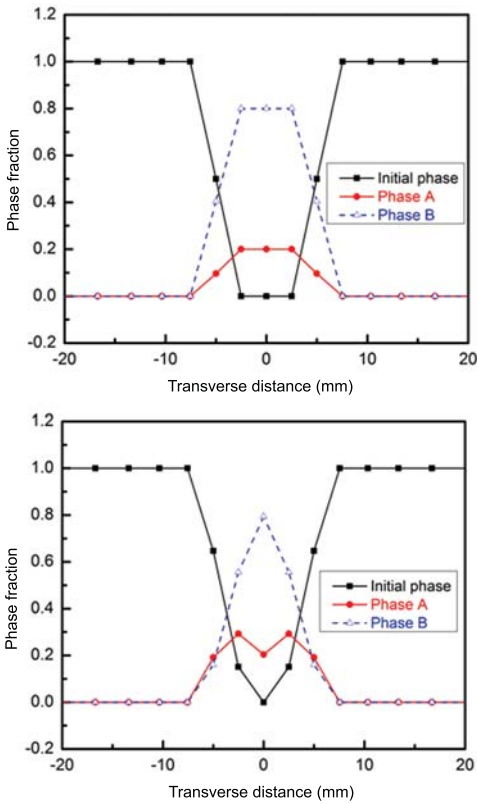 1.2
1.0
0.8
0.6
0.4
0.2
0.0
-0.2
Phase fraction
Initial phase
Phase A
Phase B
-20
-10
0
10
20
Transverse distance (mm)
1.2
1.0
0.8
0.6
0.4
0.2
0.0
-0.2
Phase fraction
Initial phase
Phase A
Phase B
-20
-10
0
10
20
Transverse distance (mm)